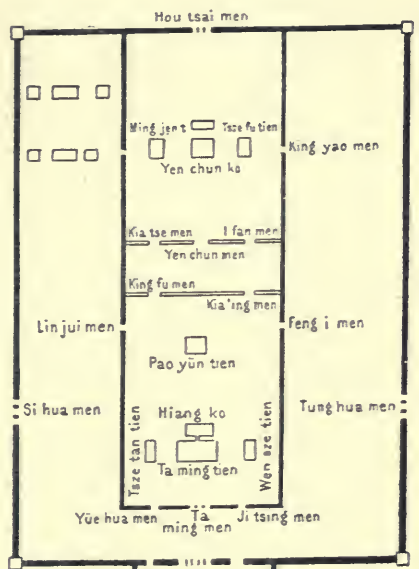 Hou tsai men
Ming jen t
Tsze fu tien
King yao men
Yen chun ko
Kia tse men
I fan men
Yen chun men
King fu men
Kia'ing men
Lin jui men
Feng i men
Pao yün tien
Si hua men
Tung hua men
Hiang ko
Tsze tan tien
Wen sze tien
Ta ming tien
Yüe hua men
Ta
ming men
Ji tsing men